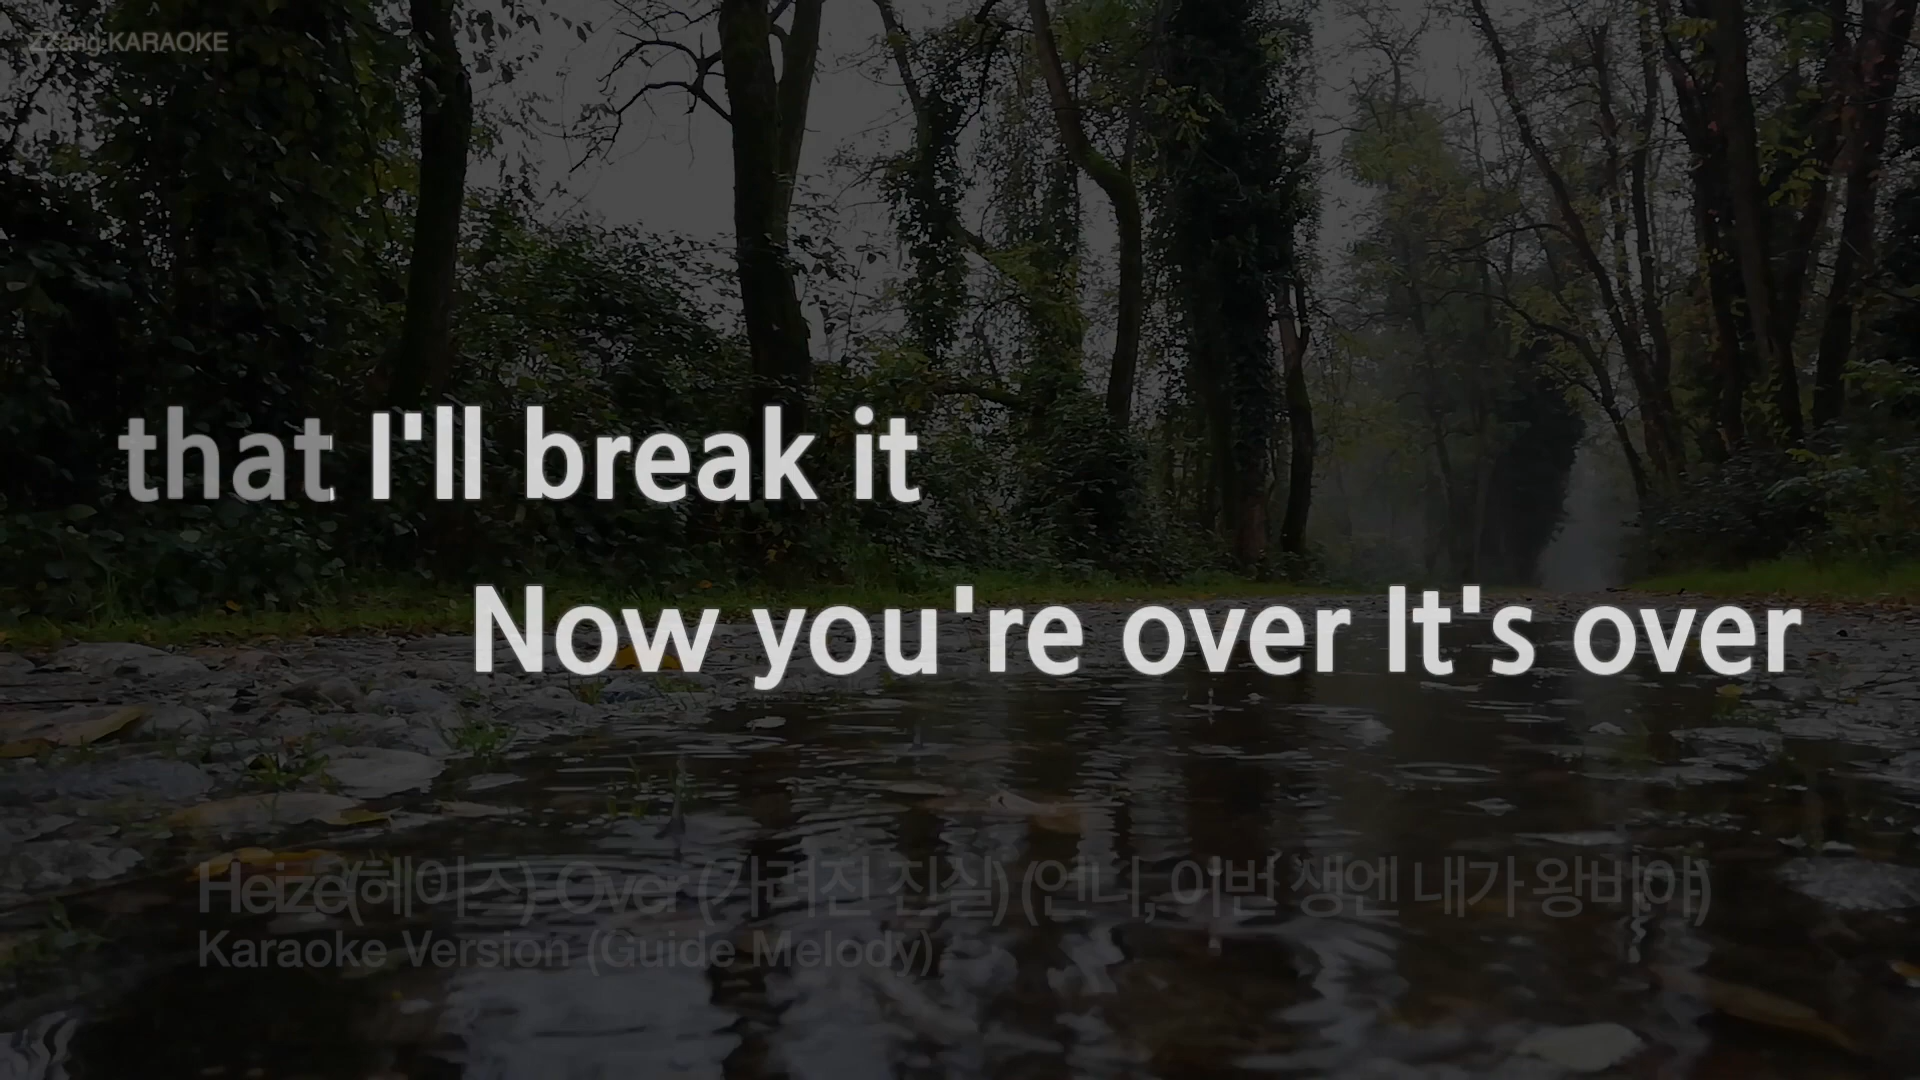 ZZang KARAOKE
that I'll break it
Now you're over It's over
Heize(헤이즈) Over (가려진 진실) (언니, 이번 생엔 내가 왕비야)
Karaoke Version (Guide Melody)